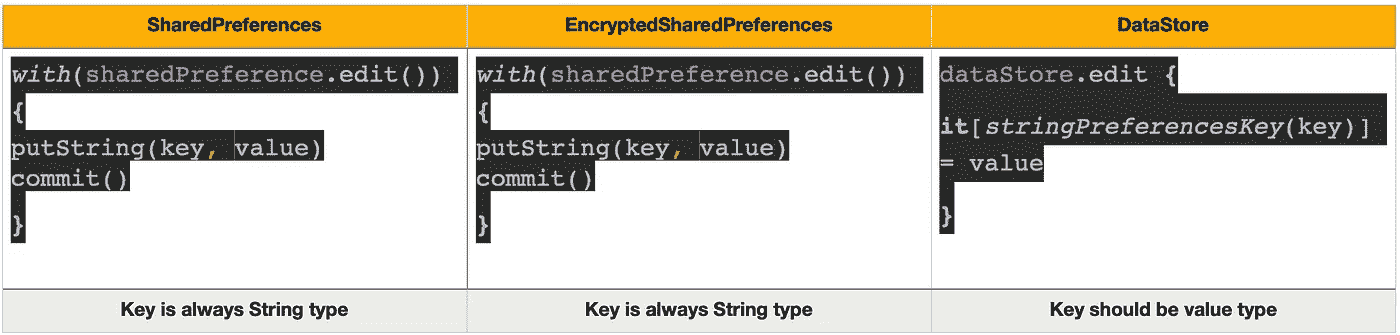 SharedPreferences
EncryptedSharedPreferences
DataStore
with(sharedPreference.edit())
{
putString(key, value)
commit()
}
with(sharedPreference.edit())
{
putString(key, value)
commit()
}
dataStore.edit {
it[stringPreferencesKey(key)]
= value
}
Key is always String type
Key is always String type
Key should be value type